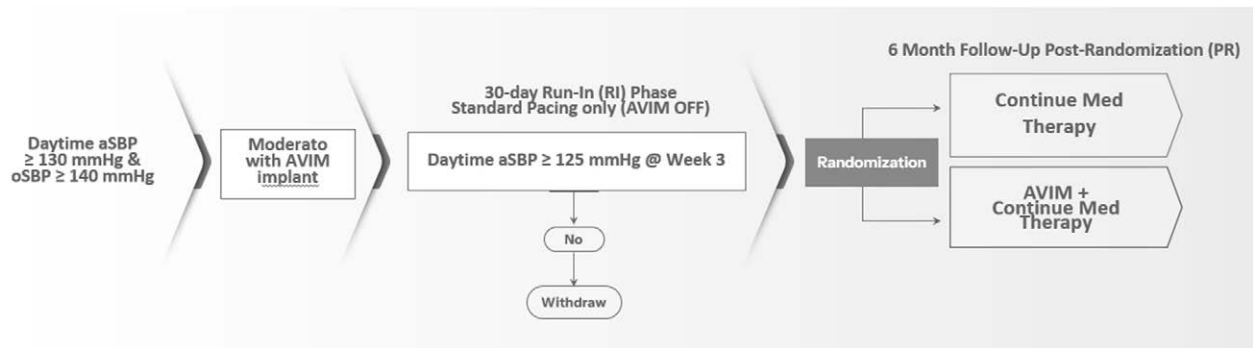 Daytime aSBP
≥ 130 mmHg &
oSBP ≥ 140 mmHg
Moderato
with AVIM
implant
30-day Run-In (RI) Phase
Standard Pacing only (AVIM OFF)
Daytime aSBP ≥ 125 mmHg @ Week 3
No
Withdraw
Randomization
6 Month Follow-Up Post-Randomization (PR)
Continue Med
Therapy
AVIM +
Continue Med
Therapy